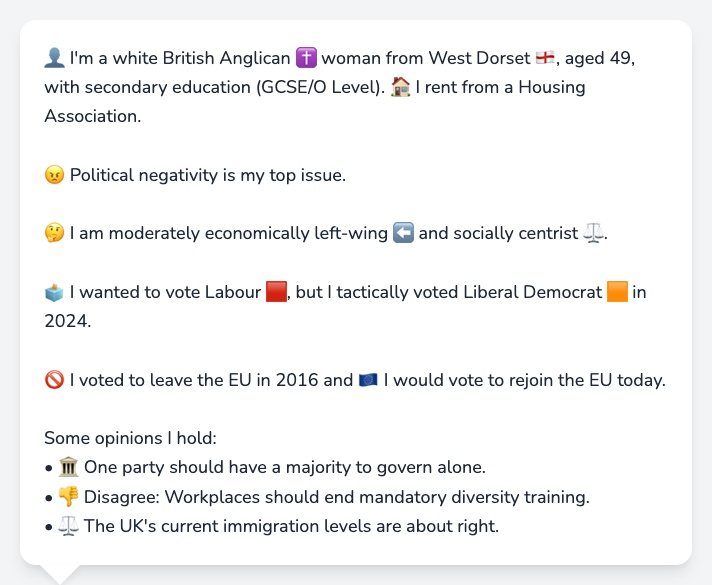 👤 I'm a white British Anglican ✝️ woman from West Dorset 🏴󠁧󠁢󠁥󠁮󠁧󠁿, aged 49,
with secondary education (GCSE/O Level). 🏠 I rent from a Housing
Association.
😠 Political negativity is my top issue.
🤔 I am moderately economically left-wing ⬅️ and socially centrist ⚖️.
🗳️ I wanted to vote Labour 🟥, but I tactically voted Liberal Democrat 🟧 in
2024.
🚫 I voted to leave the EU in 2016 and 🇪🇺 I would vote to rejoin the EU today.
Some opinions I hold:
• 🏛️ One party should have a majority to govern alone.
• 👎 Disagree: Workplaces should end mandatory diversity training.
• ⚖️ The UK's current immigration levels are about right.